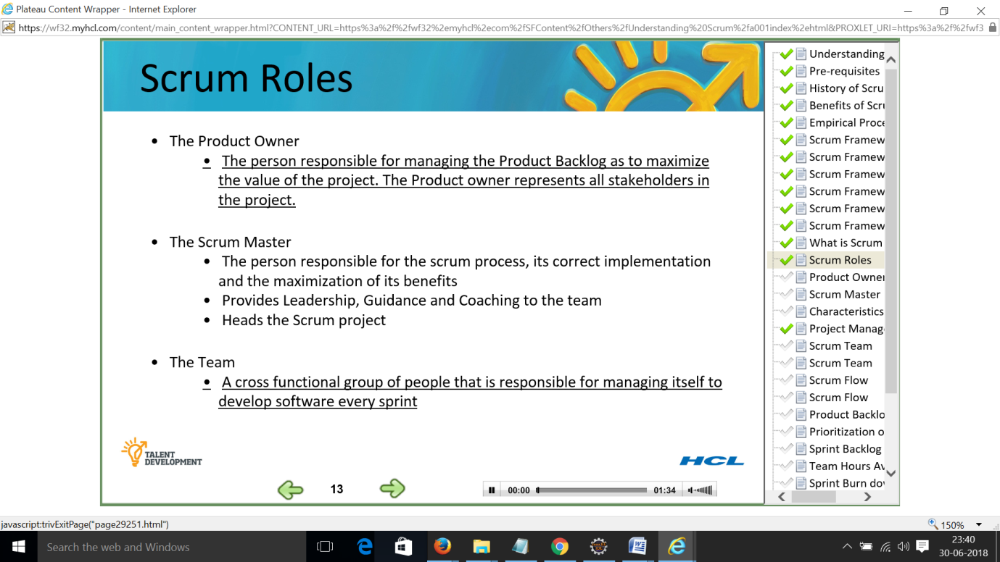 Plateau Content Wrapper - Internet Explorer
https://wf32.myhcl.com/content/main_content_wrapper.html?CONTENT_URL=https%3a%2f%2fwf32%2emyhcl%2ecom%2fSFContent%2fOthers%2fUnderstanding%20Scrum%2fa001index%2ehtml&PROXLET_URI=https%3a%2f%2fwf3
Scrum Roles
• The Product Owner
• The person responsible for managing the Product Backlog as to maximize
the value of the project. The Product owner represents all stakeholders in
the project.
• The Scrum Master
• The person responsible for the scrum process, its correct implementation
and the maximization of its benefits
• Provides Leadership, Guidance and Coaching to the team
• Heads the Scrum project
• The Team
• A cross functional group of people that is responsible for managing itself to
develop software every sprint
TALENT
DEVELOPMENT
HCL
13
00:00
01:34
Understanding
Pre-requisites
History of Scru
Benefits of Scru
Empirical Proce
Scrum Framew
Scrum Framew
Scrum Framew
Scrum Framew
Scrum Framew
Scrum Framew
What is Scrum
Scrum Roles
Product Owner
Scrum Master
Characteristics
Project Manag
Scrum Team
Scrum Team
Scrum Flow
Scrum Flow
Product Backlo
Prioritization o
Sprint Backlog
Team Hours Av
Sprint Burn dov
javascript:trivExitPage("page29251.html")
150%
Search the web and Windows
23:40
30-06-2018